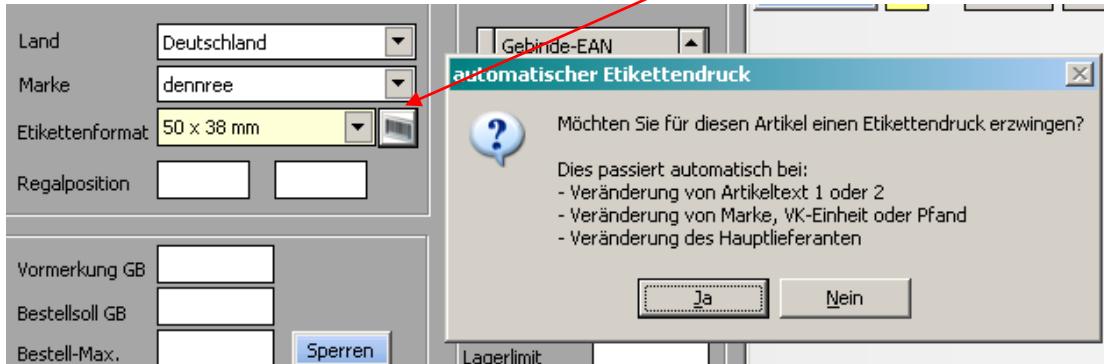 Land
Deutschland
Marke
dennree
Etikettenformat
50 x 38 mm
Regalposition
Gebinde-EAN
automatischer Etikettendruck
Möchten Sie für diesen Artikel einen Etikettendruck erzwingen?
Dies passiert automatisch bei:
- Veränderung von Artikeltext 1 oder 2
- Veränderung von Marke, VK-Einheit oder Pfand
- Veränderung des Hauptlieferanten
Ja
Nein
Vormerkung GB
Bestellsoll GB
Bestell-Max.
Sperren
Lagerlimit